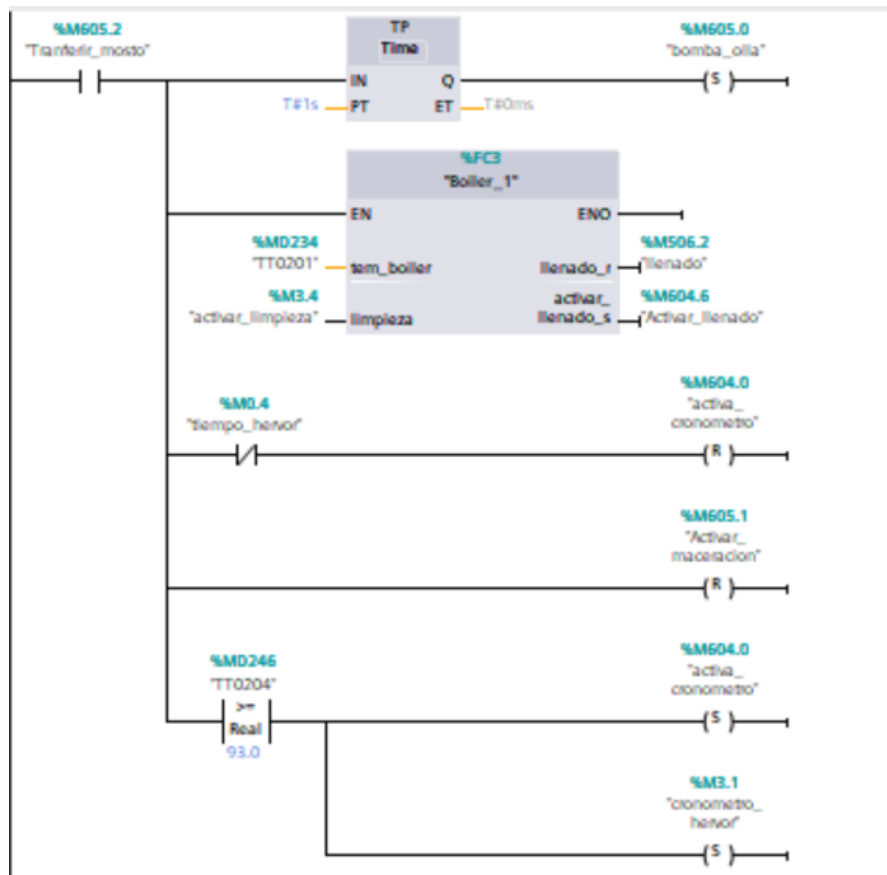 %M605.2
"Tranferir_mosto"
TP
Time
%M605.0
"bomba_olla"
IN
Q
S
T#1s
PT
ET
T#0ms
%FC3
"Boiler_1"
EN
ENO
%MD234
"TT0201"
tem_boiler
llenado_r
%M506.2
"llenado"
%M3.4
"activar_limpieza"
limpieza
activar_
llenado_s
%M604.6
"Activar_llenado"
%M0.4
"tiempo_hervor"
%M604.0
"activa_
cronometro"
R
%M605.1
"Activar_
maceracion"
R
%MD246
"TT0204"
>=
Real
93.0
%M604.0
"activa_
cronometro"
S
%M3.1
"cronometro_
hervor"
S